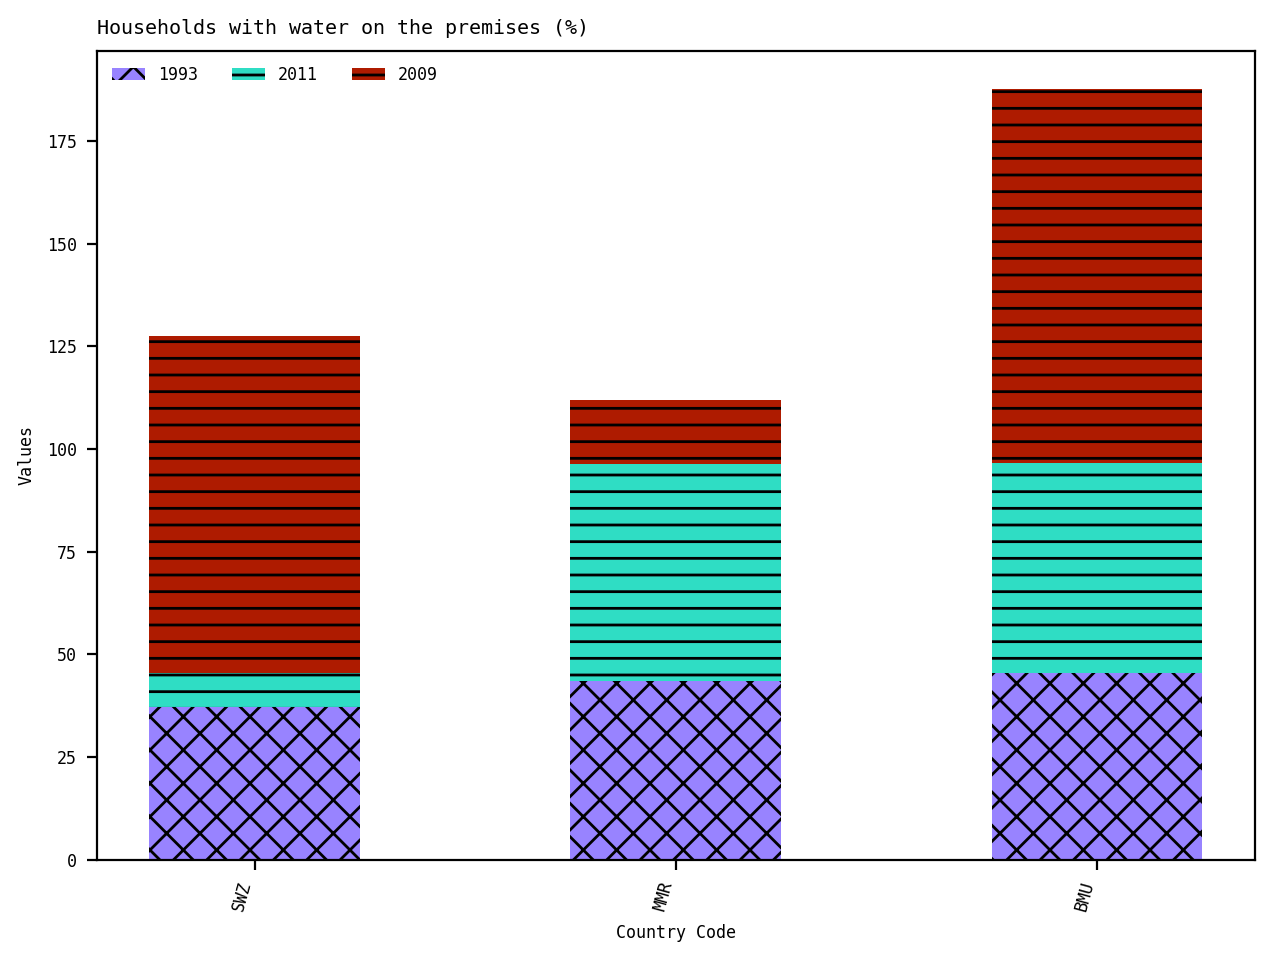 Households with water on the premises (%)
1993 2011 2009
175
150
125
100
75
50
25
0
Values
SWZ MMR BMU
Country Code